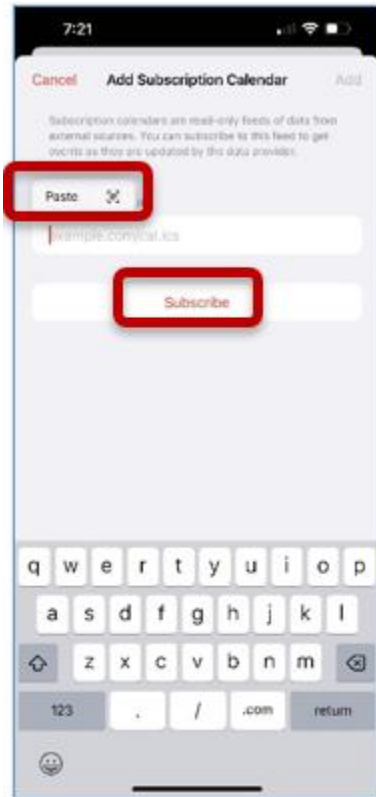 7:21
Cancel Add Subscription Calendar Add
Subscription calendars are read-only feeds of data from
external sources. You can subscribe to this feed to get
events as they are updated by the data provider.
Paste
example.com/cal.ics
Subscribe
q w e r t y u i o p
a s d f g h j k l
z x c v b n m
123 . / .com return